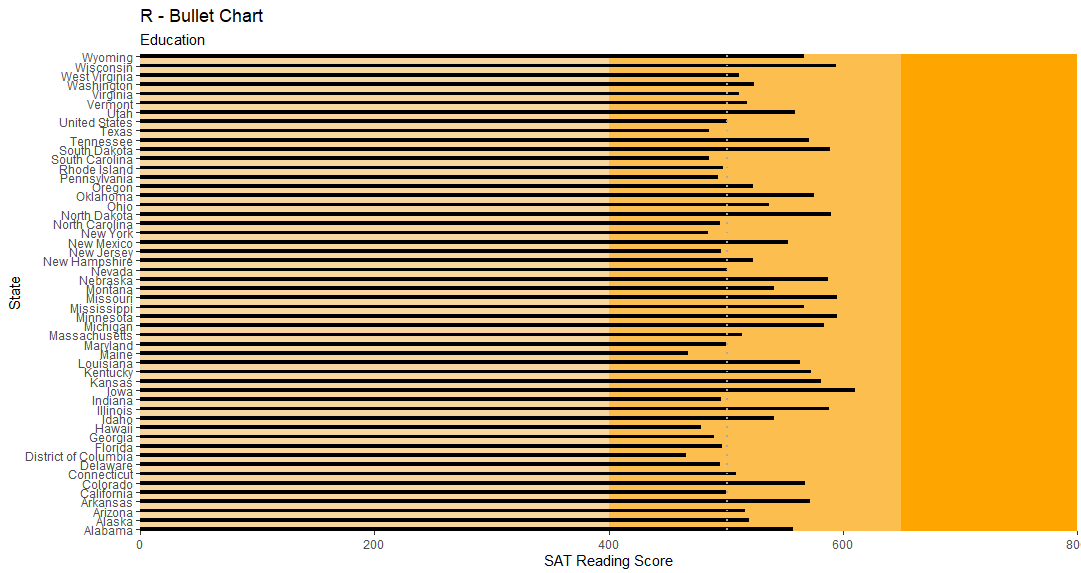 R - Bullet Chart
Education
Wyoming
Wisconsin
West Virginia
Washington
Virginia
Vermont
Utah
United States
Texas
Tennessee
South Dakota
South Carolina
Rhode Island
Pennsylvania
Oregon
Oklahoma
Ohio
North Dakota
North Carolina
New York
New Mexico
New Jersey
New Hampshire
Nevada
Nebraska
Montana
Missouri
Mississippi
Minnesota
Michigan
Massachusetts
Maryland
Maine
Louisiana
Kentucky
Kansas
Iowa
Indiana
Illinois
Idaho
Hawaii
Georgia
Florida
District of Columbia
Delaware
Connecticut
Colorado
California
Arkansas
Arizona
Alaska
Alabama
State
0 200 400 600 80
SAT Reading Score